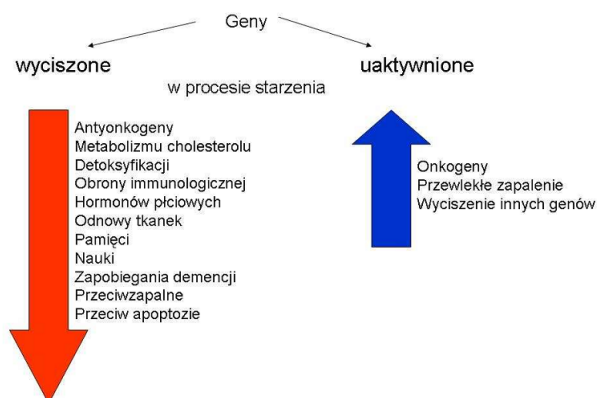 Geny
wyciszone
uaktywnione
w procesie starzenia
Antyonkogeny
Metabolizmu cholesterolu
Detoksyfikacji
Obrony immunologicznej
Hormonów płciowych
Odnowy tkanek
Pamięci
Nauki
Zapobiegania demencji
Przeciwzapalne
Przeciw apoptozie
Onkogeny
Przewlekłe zapalenie
Wyciszenie innych genów